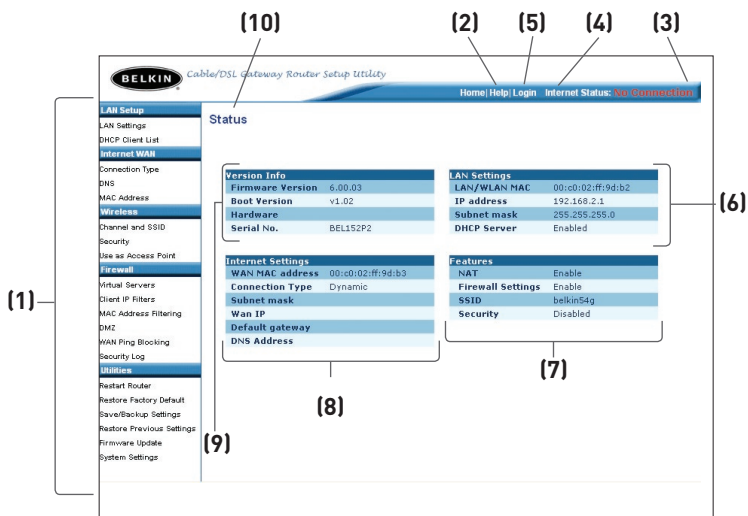 (10)
(2)
(5)
(4)
(3)
BELKIN
Cable/DSL Gateway Router Setup Utility
Home| Help| Login Internet Status: No Connection
(1)
LAN Setup
LAN Settings
DHCP Client List
Internet WAN
Connection Type
DNS
MAC Address
Wireless
Channel and SSID
Security
Use as Access Point
Firewall
Virtual Servers
Client IP Filters
MAC Address Filtering
DMZ
WAN Ping Blocking
Security Log
Utilities
Restart Router
Restore Factory Default
Save/Backup Settings
Restore Previous Settings
Firmware Update
System Settings
Status
Version Info
Firmware Version 6.00.03
Boot Version v1.02
Hardware
Serial No. BEL152P2
(9)
LAN Settings
LAN/WLAN MAC 00:c0:02:ff:9d:b2
IP address 192.168.2.1
Subnet mask 255.255.255.0
DHCP Server Enabled
(6)
Internet Settings
WAN MAC address 00:c0:02:ff:9d:b3
Connection Type Dynamic
Subnet mask
Wan IP
Default gateway
DNS Address
(8)
Features
NAT Enable
Firewall Settings Enable
SSID belkin54g
Security Disabled
(7)